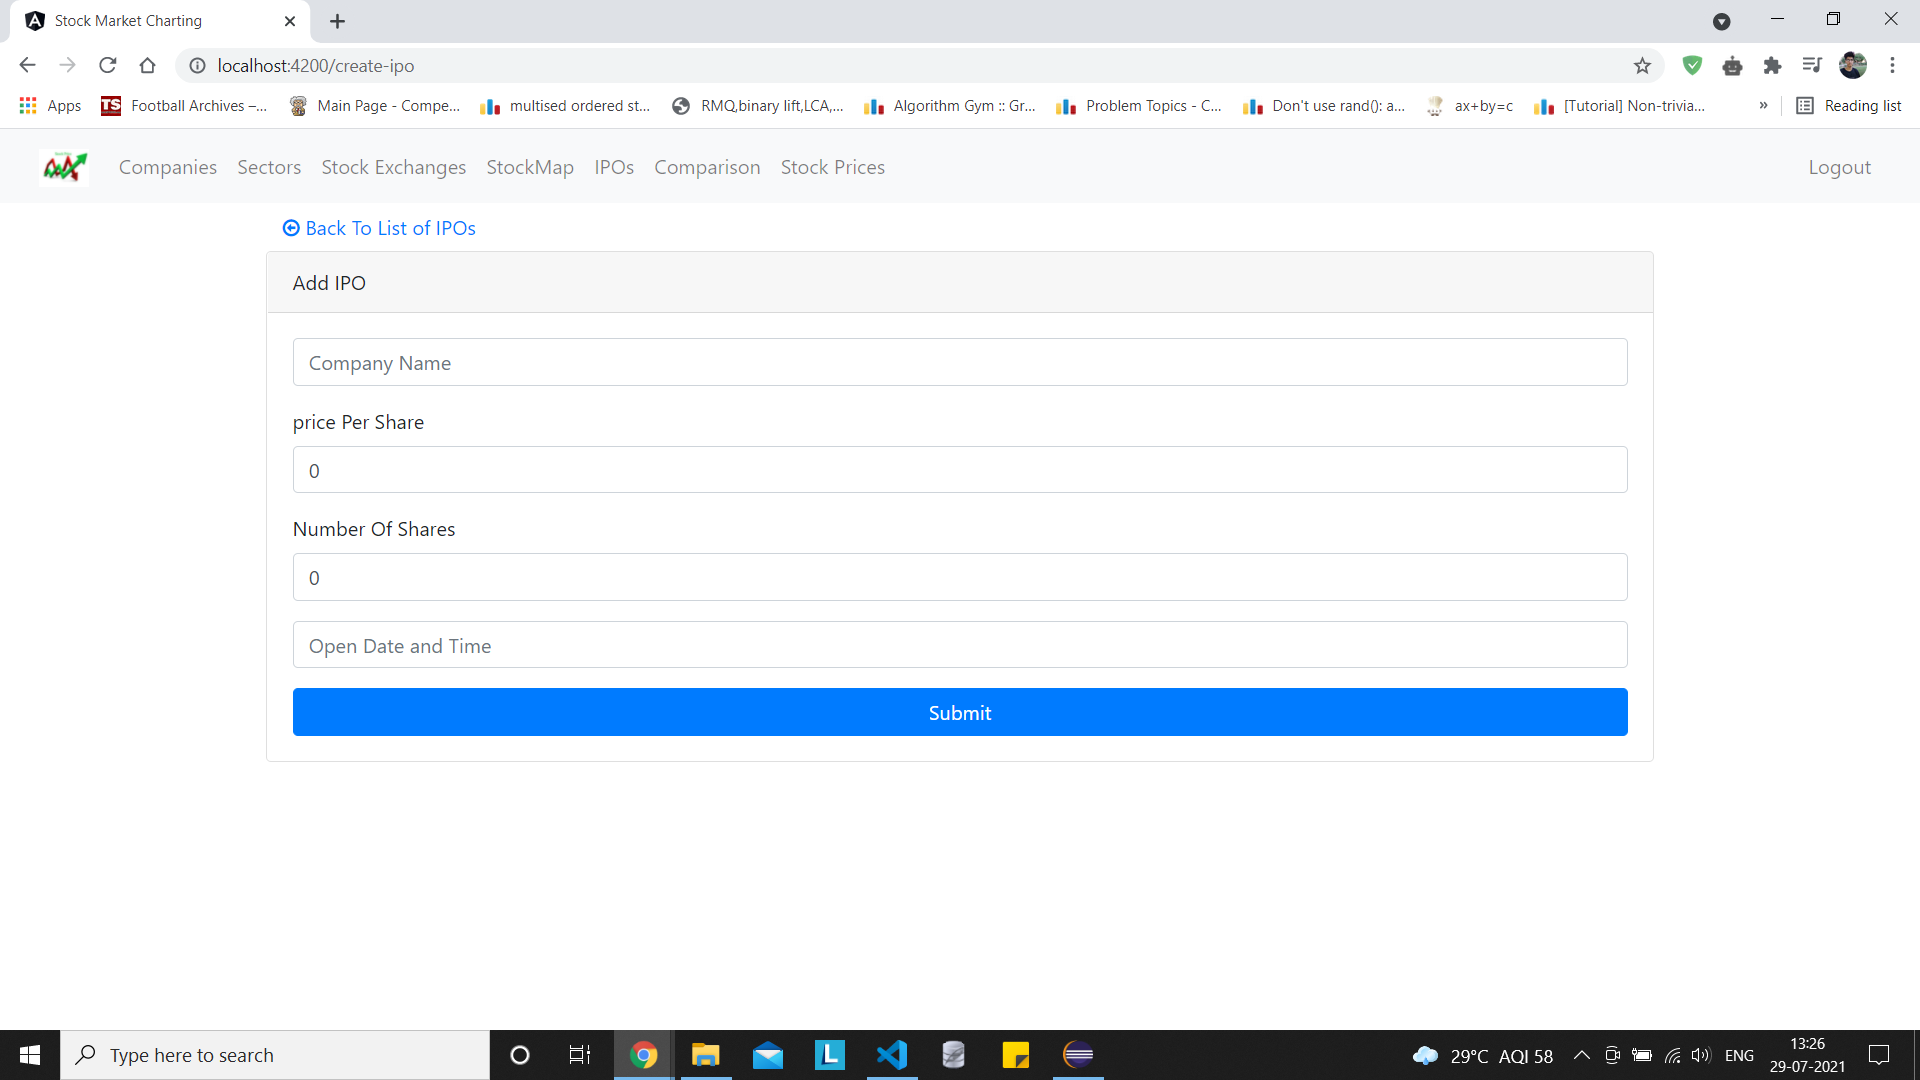 Stock Market Charting
localhost:4200/create-ipo
Apps
TS Football Archives –...
Main Page - Compe...
multised ordered st...
RMQ,binary lift,LCA,...
Algorithm Gym :: Gr...
Problem Topics - C...
Don't use rand(): a...
ax+by=c
[Tutorial] Non-trivia...
»
Reading list
Companies
Sectors
Stock Exchanges
StockMap
IPOs
Comparison
Stock Prices
Logout
Back To List of IPOs
Add IPO
Company Name
price Per Share
0
Number Of Shares
0
Open Date and Time
Submit
Type here to search
L
29°C AQI 58
ENG
13:26
29-07-2021